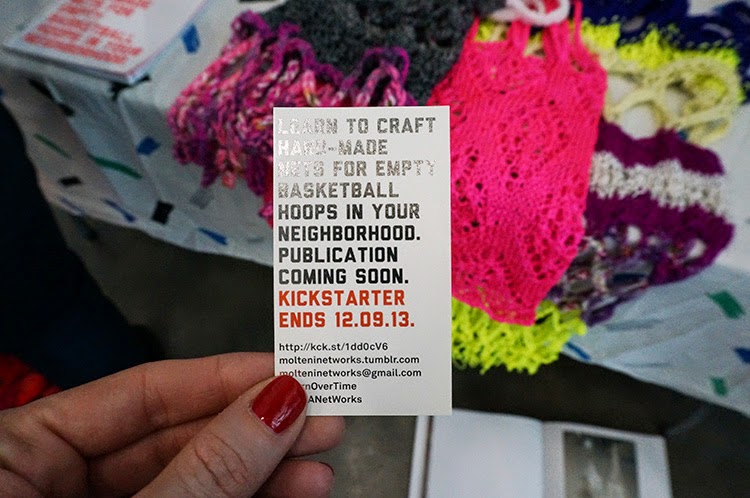 LEARN TO CRAFT
HAND-MADE
NETS FOR EMPTY
BASKETBALL
HOOPS IN YOUR
NEIGHBORHOOD.
PUBLICATION
COMING SOON.
KICKSTARTER
ENDS 12.09.13.
http://kck.st/1dd0cV6
molteninetworks.tumblr.com
molteninetworks@gmail.com